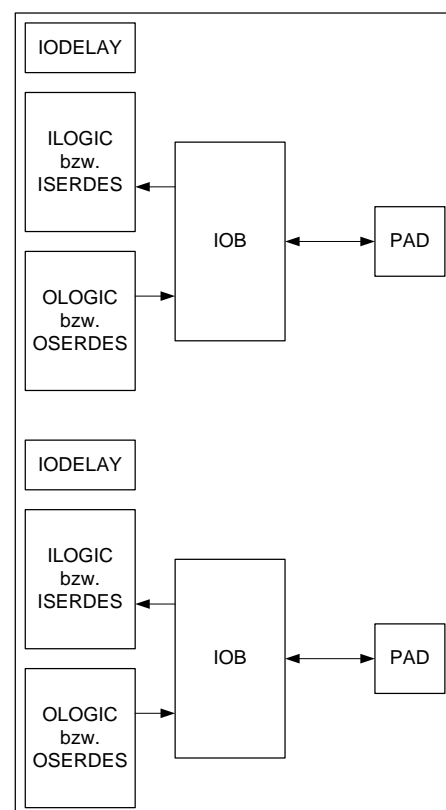 IODELAY
ILOGIC
bzw.
ISERDES
IOB
PAD
OLOGIC
bzw.
OSERDES
IODELAY
ILOGIC
bzw.
ISERDES
IOB
PAD
OLOGIC
bzw.
OSERDES